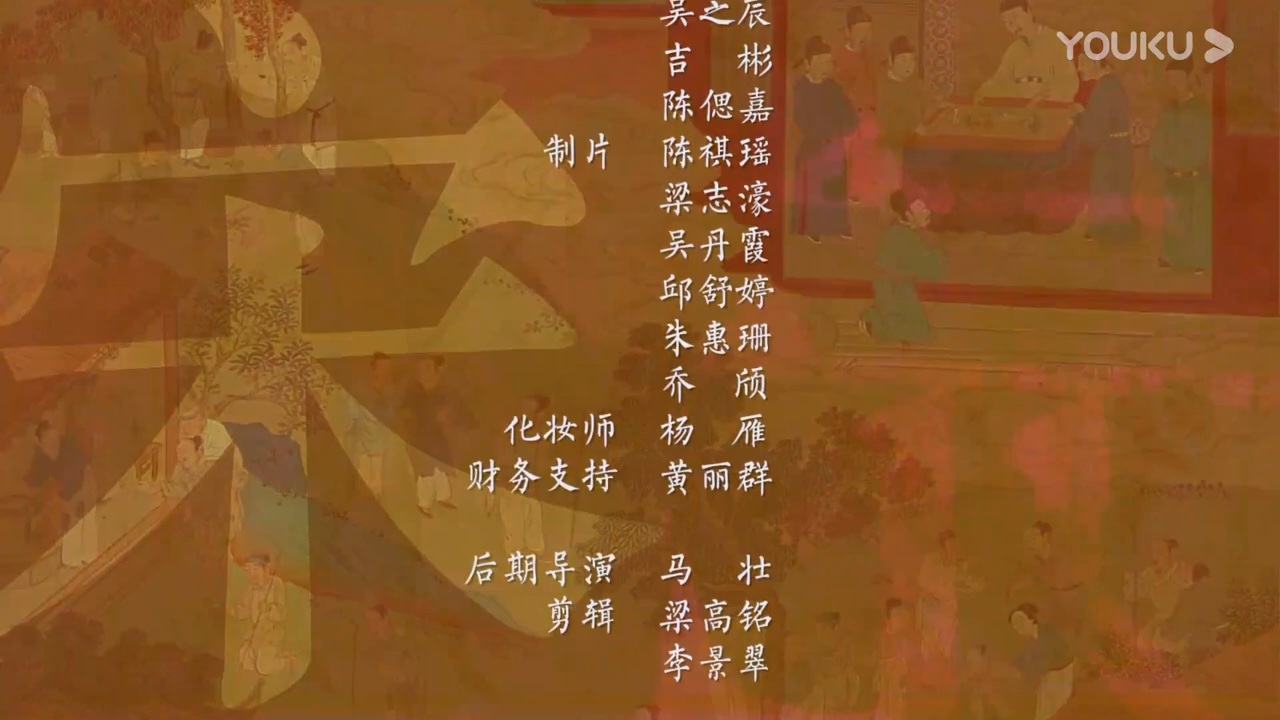 YOUKU
宋
吴之辰
吉 彬
陈偲嘉
制片 陈祺瑶
梁志濠
吴丹霞
邱舒婷
朱惠珊
乔 颀
化妆师 杨 雁
财务支持 黄丽群
后期导演 马 壮
剪辑 梁高铭
李景翠